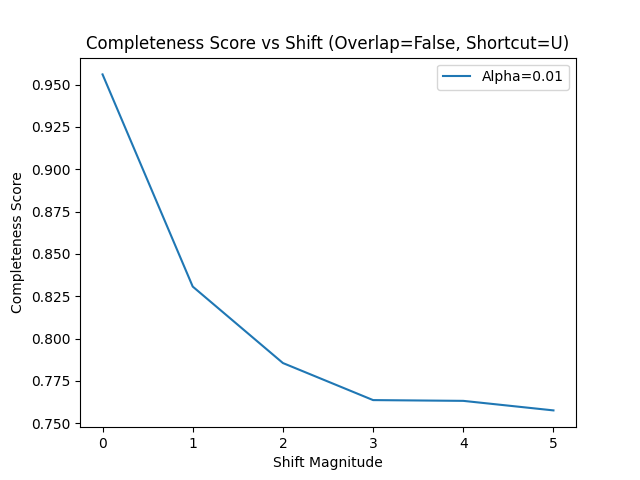 Completeness Score vs Shift (Overlap=False, Shortcut=U)
Alpha=0.01
0.950
0.925
0.900
0.875
0.850
0.825
0.800
0.775
0.750
Completeness Score
0 1 2 3 4 5
Shift Magnitude